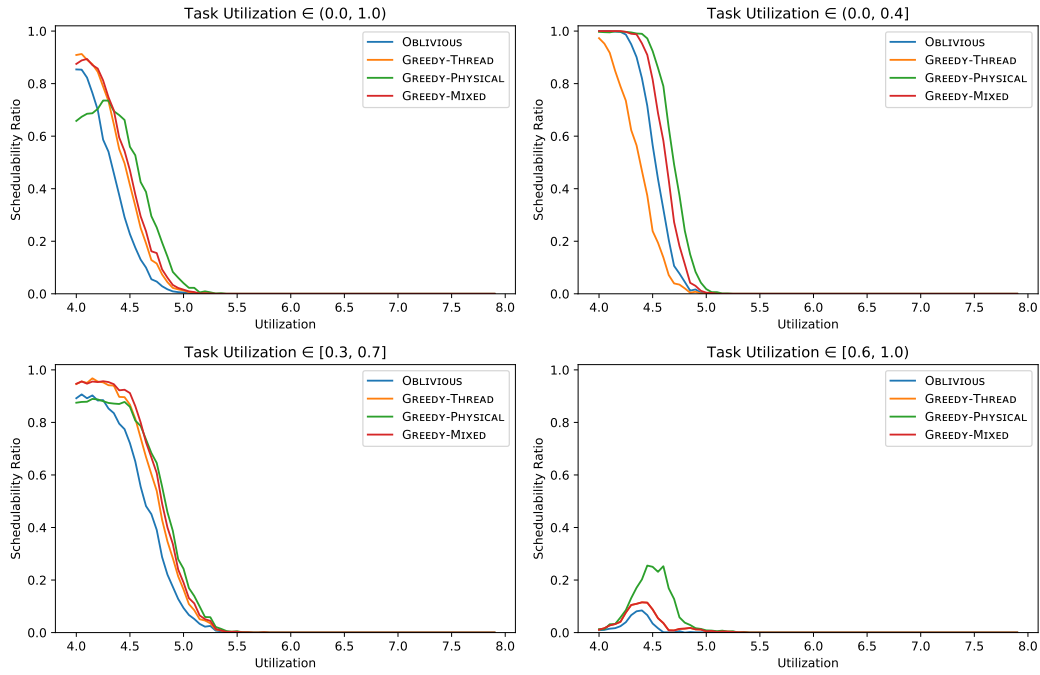 Task Utilization ∈ (0.0, 1.0)
1.0
0.8
0.6
0.4
0.2
0.0
Schedulability Ratio
Oblivious
Greedy-Thread
Greedy-Physical
Greedy-Mixed
4.0 4.5 5.0 5.5 6.0 6.5 7.0 7.5 8.0
Utilization
Task Utilization ∈ (0.0, 0.4]
1.0
0.8
0.6
0.4
0.2
0.0
Schedulability Ratio
Oblivious
Greedy-Thread
Greedy-Physical
Greedy-Mixed
4.0 4.5 5.0 5.5 6.0 6.5 7.0 7.5 8.0
Utilization
Task Utilization ∈ [0.3, 0.7]
1.0
0.8
0.6
0.4
0.2
0.0
Schedulability Ratio
Oblivious
Greedy-Thread
Greedy-Physical
Greedy-Mixed
4.0 4.5 5.0 5.5 6.0 6.5 7.0 7.5 8.0
Utilization
Task Utilization ∈ [0.6, 1.0)
1.0
0.8
0.6
0.4
0.2
0.0
Schedulability Ratio
Oblivious
Greedy-Thread
Greedy-Physical
Greedy-Mixed
4.0 4.5 5.0 5.5 6.0 6.5 7.0 7.5 8.0
Utilization